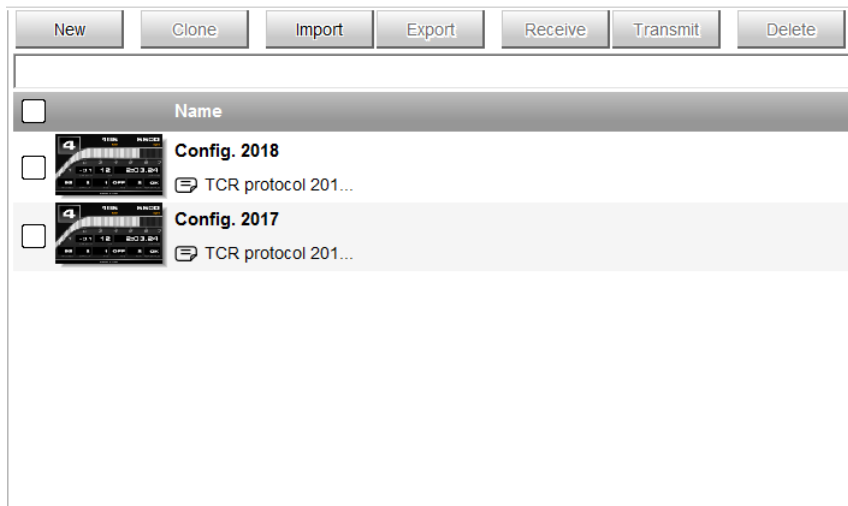 New Clone Import Export Receive Transmit Delete
Name
Config. 2018
TCR protocol 201...
Config. 2017
TCR protocol 201...